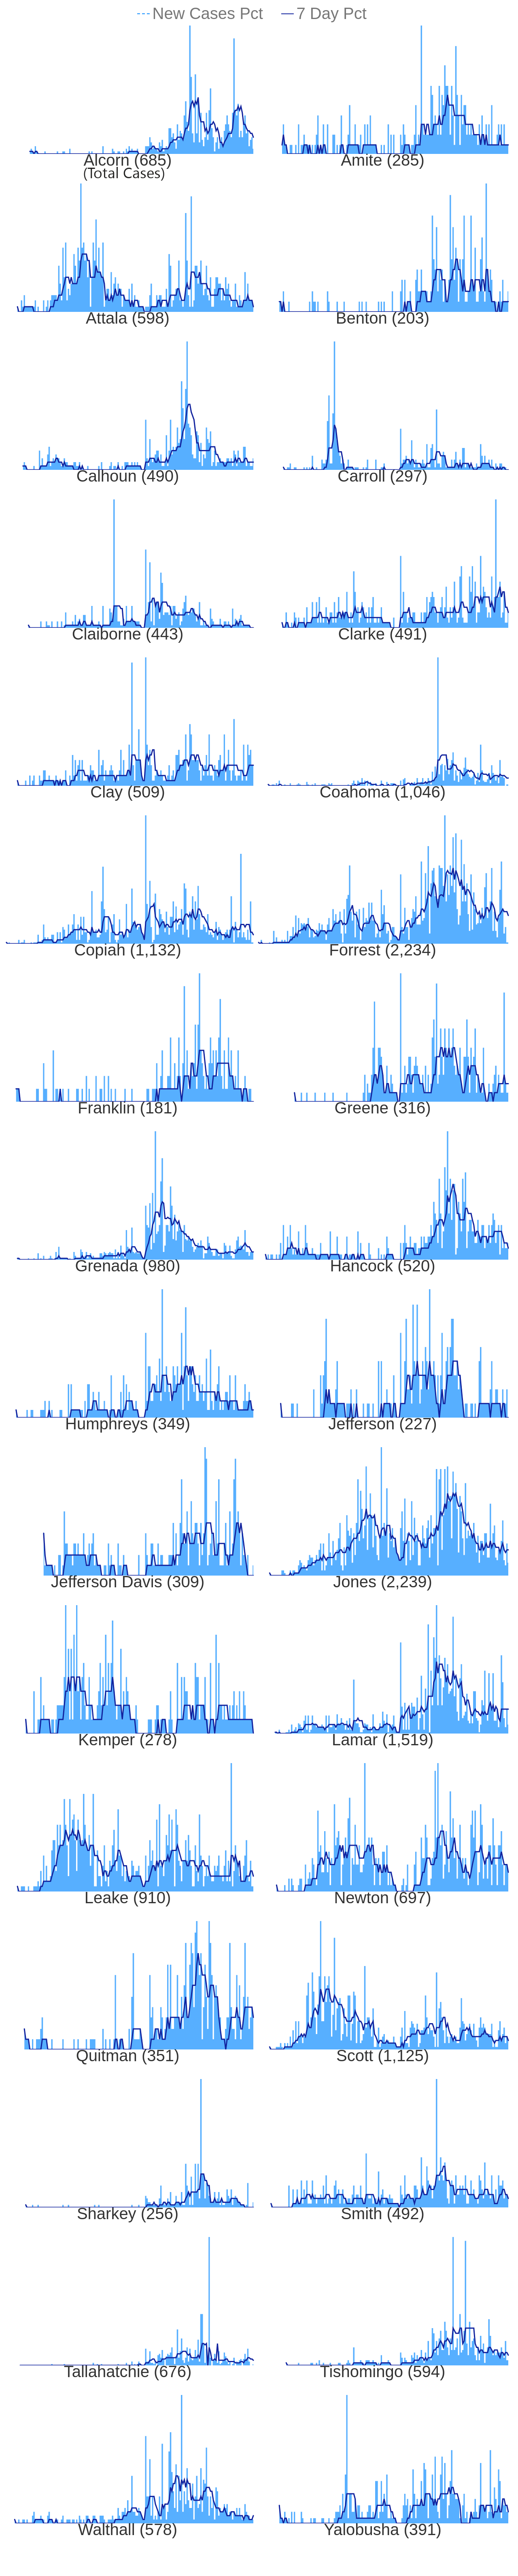 New Cases Pct 7 Day Pct
Alcorn (685) Amite (285)
(Total Cases)
Attala (598) Benton (203)
Calhoun (490) Carroll (297)
Claiborne (443) Clarke (491)
Clay (509) Coahoma (1,046)
Copiah (1,132) Forrest (2,234)
Franklin (181) Greene (316)
Grenada (980) Hancock (520)
Humphreys (349) Jefferson (227)
Jefferson Davis (309) Jones (2,239)
Kemper (278) Lamar (1,519)
Leake (910) Newton (697)
Quitman (351) Scott (1,125)
Sharkey (256) Smith (492)
Tallahatchie (676) Tishomingo (594)
Walthall (578) Yalobusha (391)